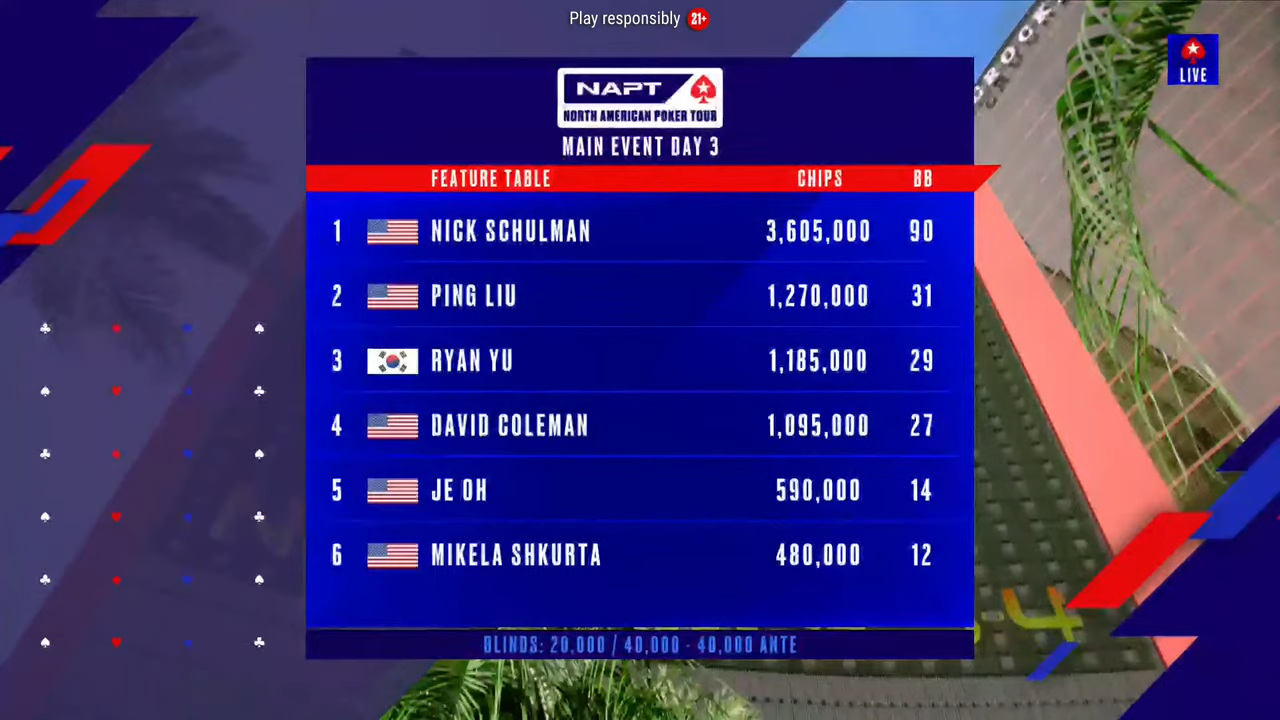 Play responsibly 21+
LIVE
NAPT
NORTH AMERICAN POKER TOUR
MAIN EVENT DAY 3
FEATURE TABLE CHIPS BB
1 NICK SCHULMAN 3,605,000 90
2 PING LIU 1,270,000 31
3 RYAN YU 1,185,000 29
4 DAVID COLEMAN 1,095,000 27
5 JE OH 590,000 14
6 MIKELA SHKURTA 480,000 12
BLINDS: 20,000 / 40,000 - 40,000 ANTE